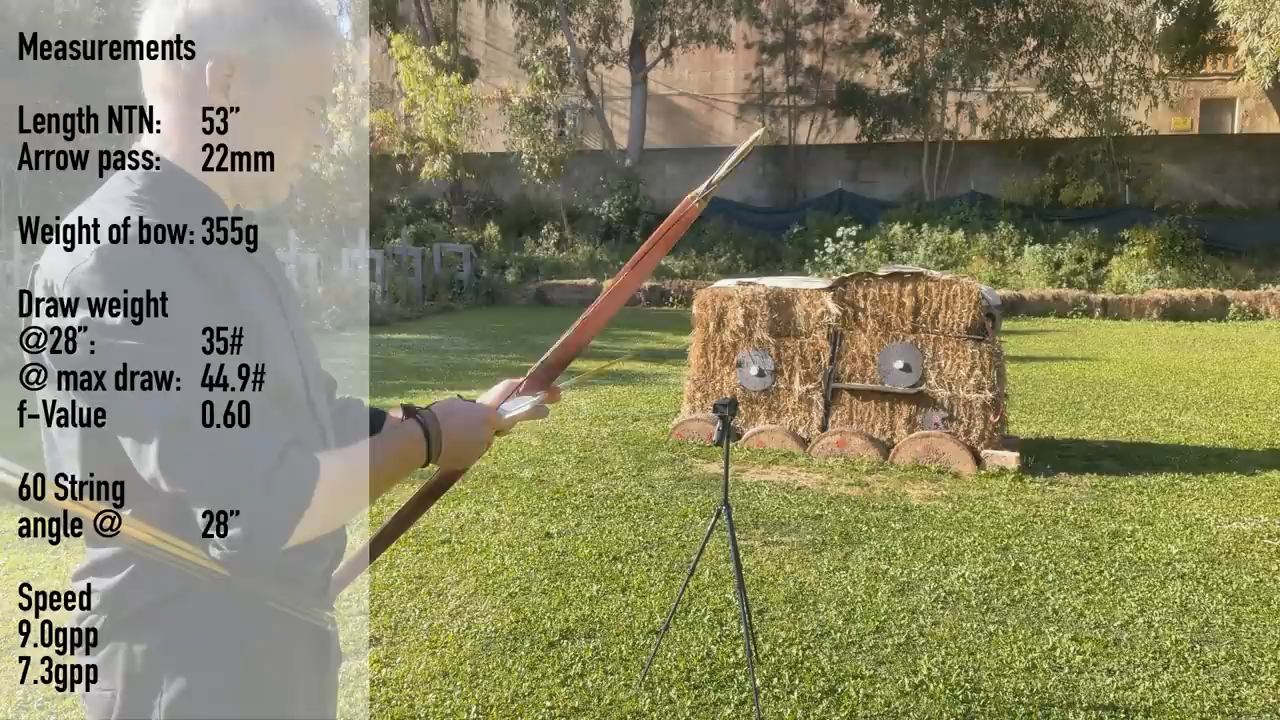 Measurements
Length NTN: 53”
Arrow pass: 22mm
Weight of bow: 355g
Draw weight
@28”: 35#
@ max draw: 44.9#
f-Value 0.60
60 String
angle @ 28”
Speed
9.0gpp
7.3gpp